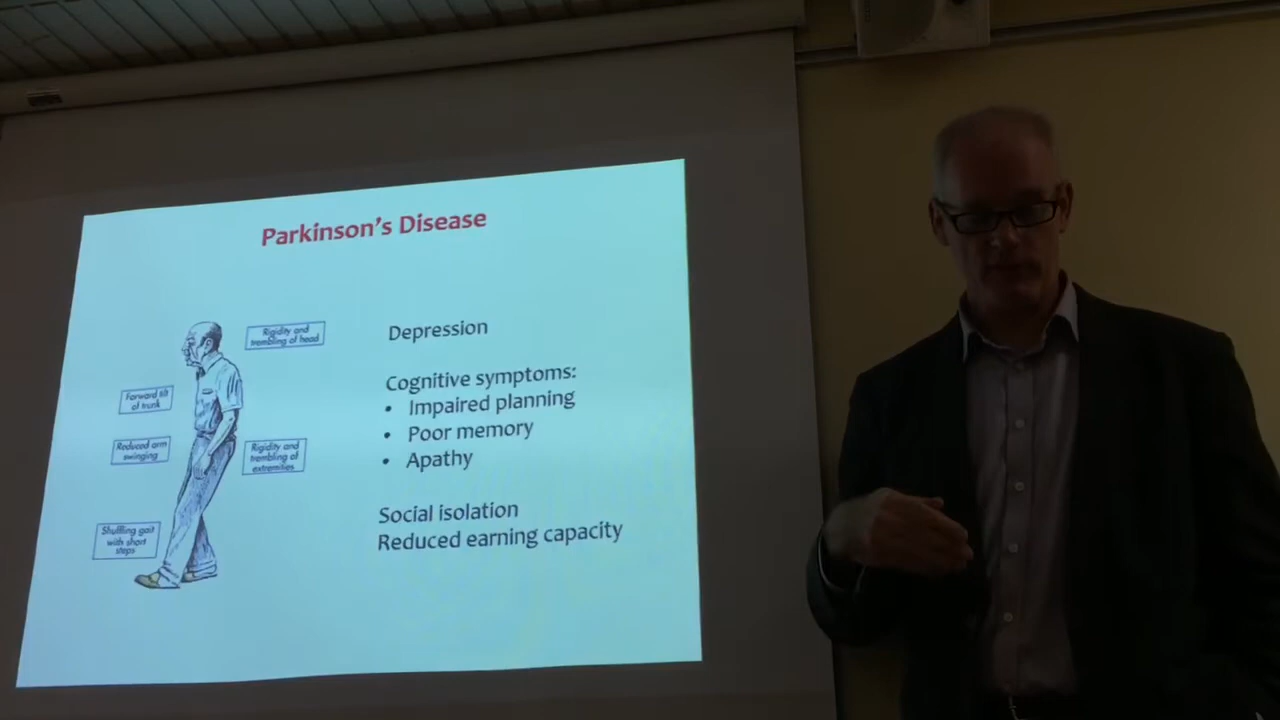 Parkinson's Disease
Rigidity and
trembling of head
Forward tilt
of trunk
Reduced arm
swinging
Rigidity and
trembling of
extremities
Shuffling gait
with short
steps
Depression
Cognitive symptoms:
• Impaired planning
• Poor memory
• Apathy
Social isolation
Reduced earning capacity